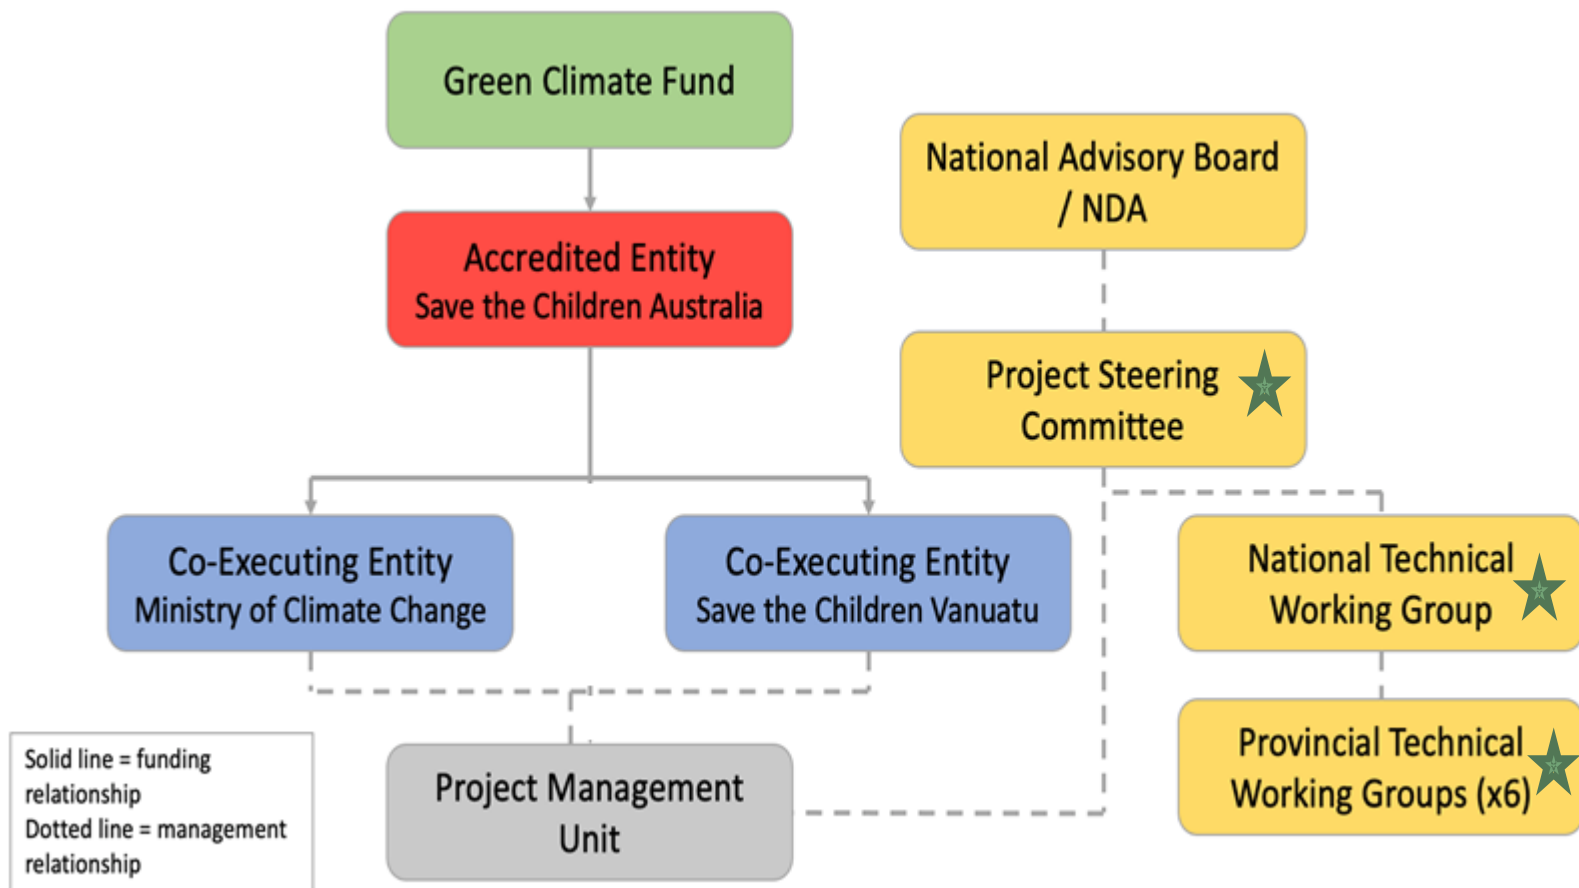 Green Climate Fund
National Advisory Board
/ NDA
Accredited Entity
Save the Children Australia
Project Steering
Committee
Co-Executing Entity
Ministry of Climate Change
Co-Executing Entity
Save the Children Vanuatu
National Technical
Working Group
Provincial Technical
Working Groups (x6)
Project Management
Unit
Solid line = funding
relationship
Dotted line = management
relationship